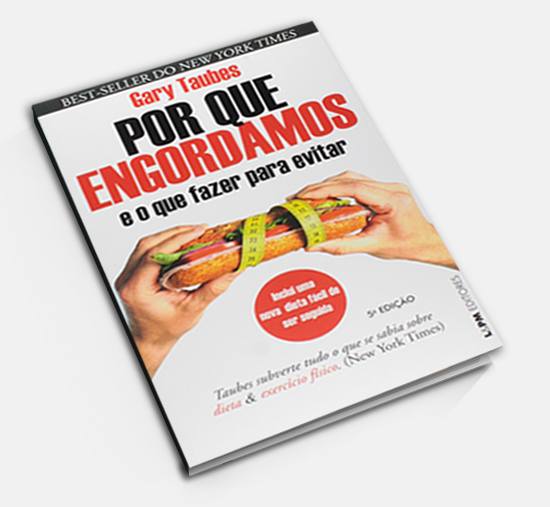 BEST-SELLER DO NEW YORK TIMES
Gary Taubes
POR QUE
ENGORDAMOS
e o que fazer para evitar
Inclui uma
nova dieta fácil de
ser seguida
5ª EDIÇÃO
L&PM EDITORES
Taubes subverte tudo o que se sabia sobre
dieta & exercício físico. (New York Times)